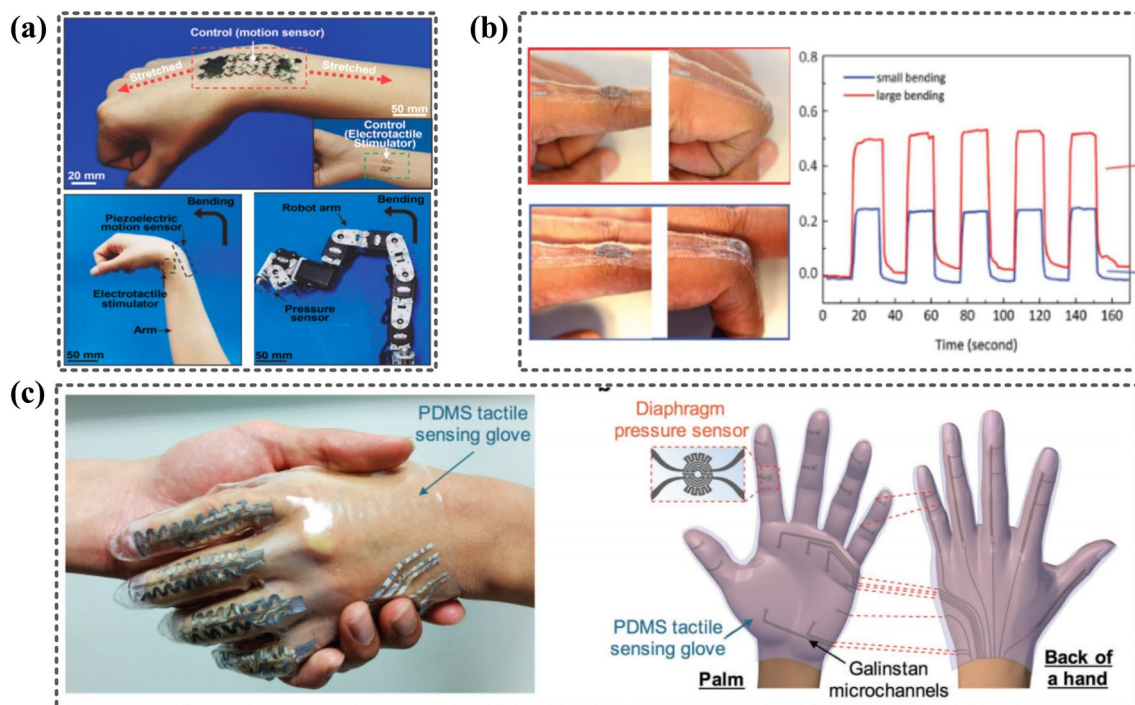 (a)
Control (motion sensor)
Stretched
Stretched
50 mm
Control
(Electrotactile
Stimulator)
20 mm
Bending
Piezoelectric
motion sensor
Electrotactile
stimulator
Arm
50 mm
Bending
Robot arm
Pressure
sensor
50 mm
(b)
0.8
0.6
0.4
0.2
0.0
small bending
large bending
0 20 40 60 80 100 120 140 160
Time (second)
(c)
PDMS tactile
sensing glove
Diaphragm
pressure sensor
PDMS tactile
sensing glove
Galinstan
microchannels
Palm
Back of
a hand